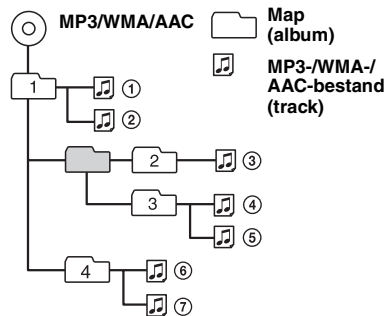 MP3/WMA/AAC
Map
(album)
MP3-/WMA-/
AAC-bestand
(track)
1
①
②
2
③
3
④
⑤
4
⑥
⑦